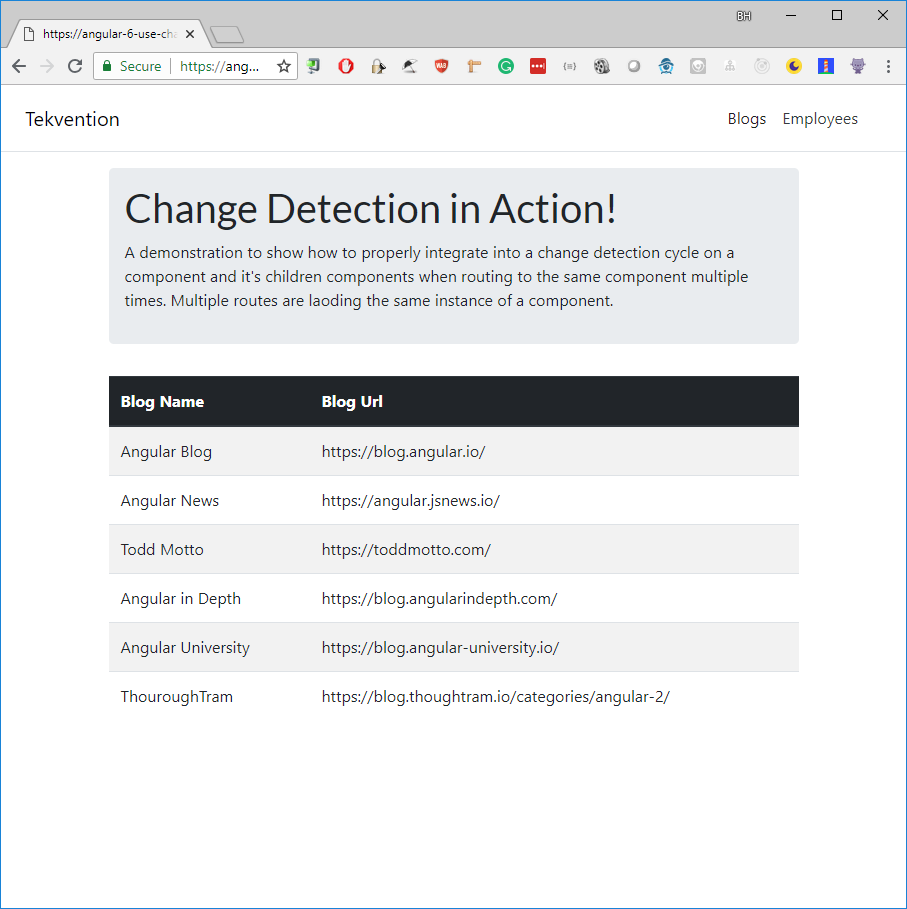 BH
https://angular-6-use-cha
Secure https://ang...
Tekvention Blogs Employees
Change Detection in Action!
A demonstration to show how to properly integrate into a change detection cycle on a
component and it's children components when routing to the same component multiple
times. Multiple routes are laoding the same instance of a component.
Blog Name Blog Url
Angular Blog https://blog.angular.io/
Angular News https://angular.jsnews.io/
Todd Motto https://toddmotto.com/
Angular in Depth https://blog.angularindepth.com/
Angular University https://blog.angular-university.io/
ThouroughTram https://blog.thoughtram.io/categories/angular-2/